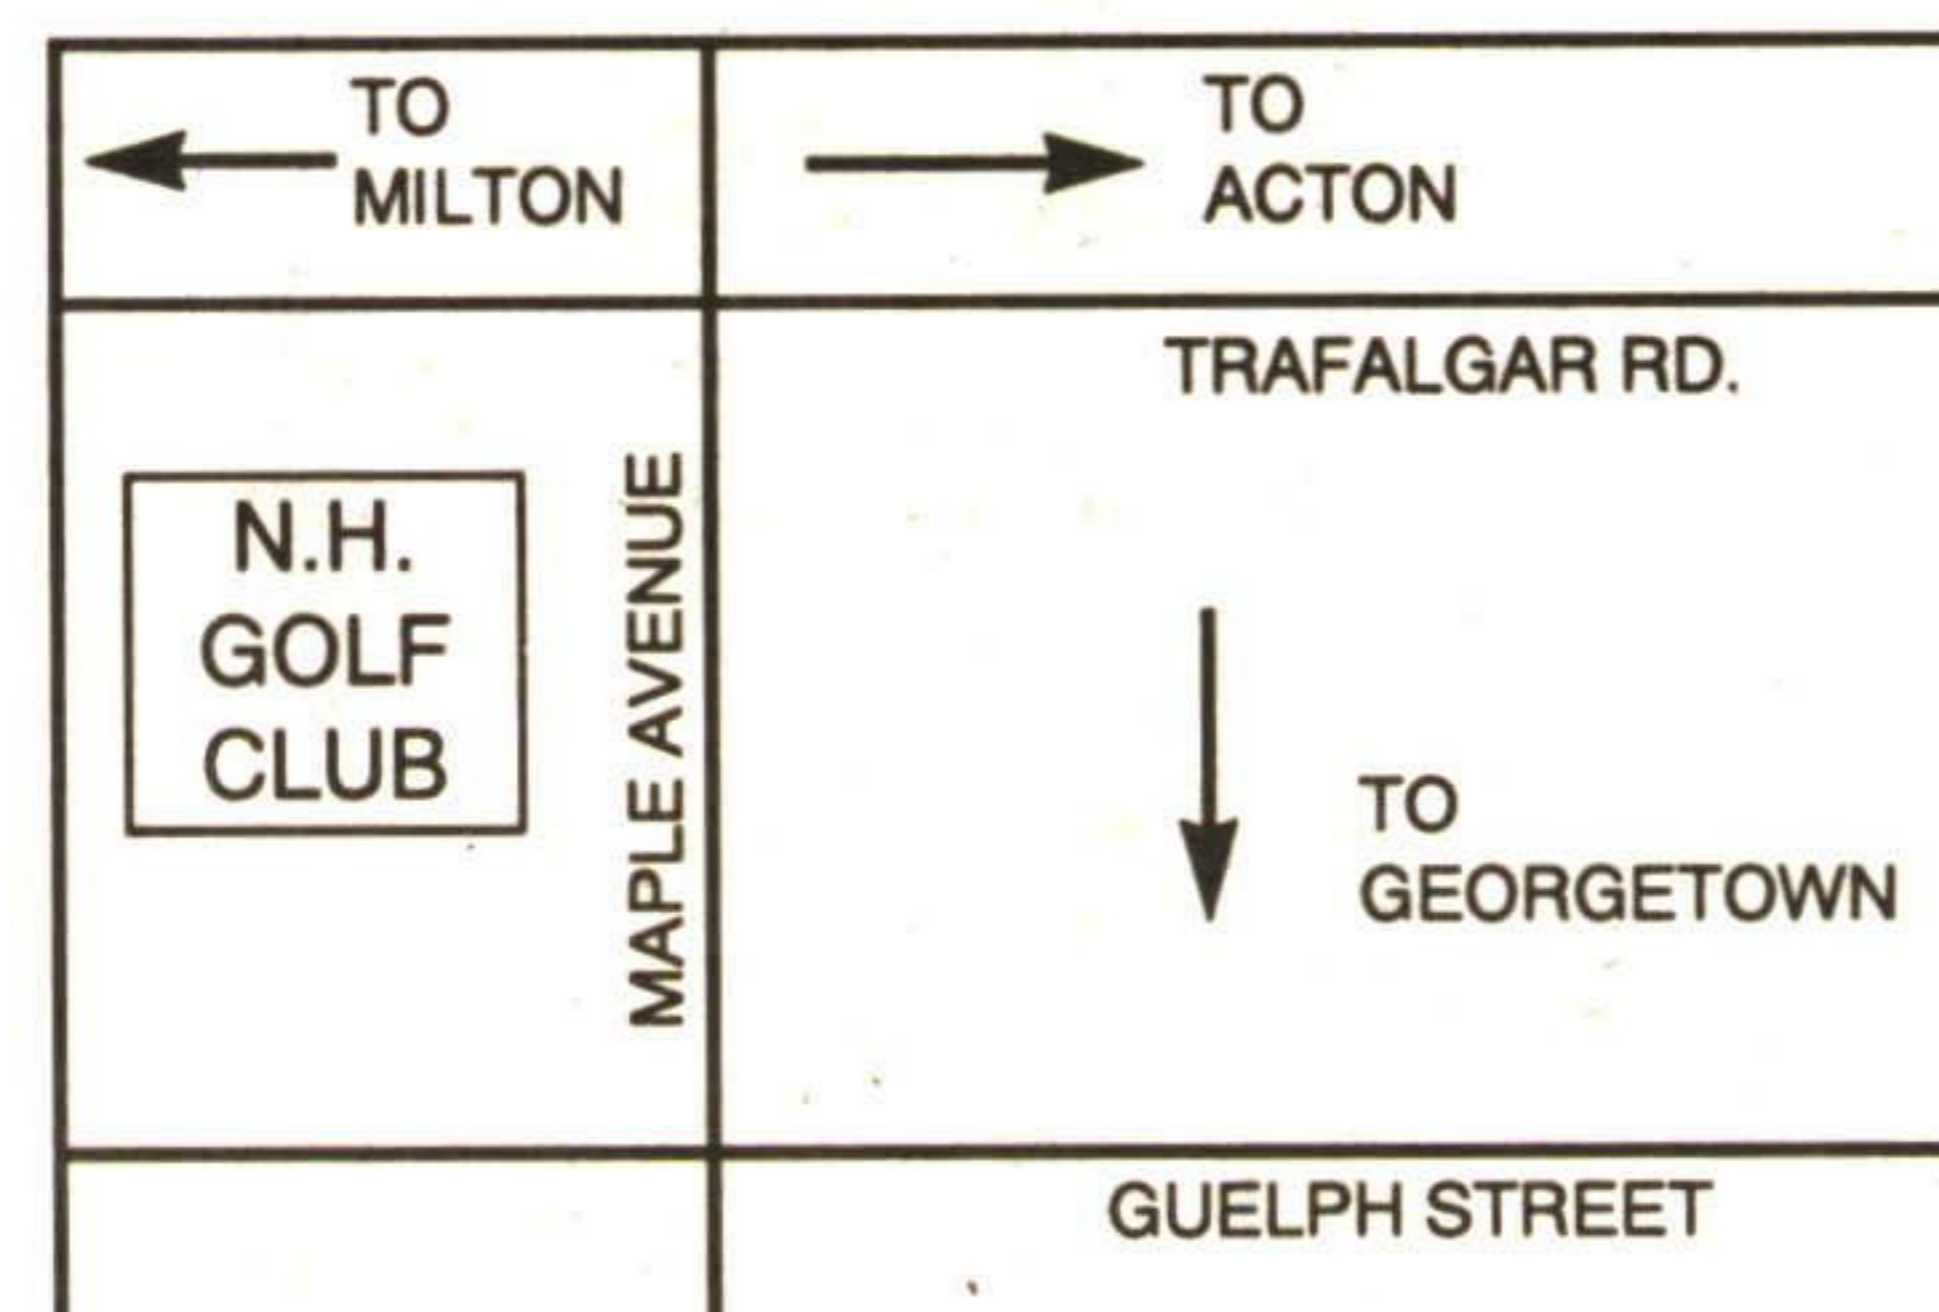 TO
MILTON
TO
ACTON
TRAFALGAR RD.
N.H.
GOLF
CLUB
MAPLE AVENUE
TO
GEORGETOWN
GUELPH STREET